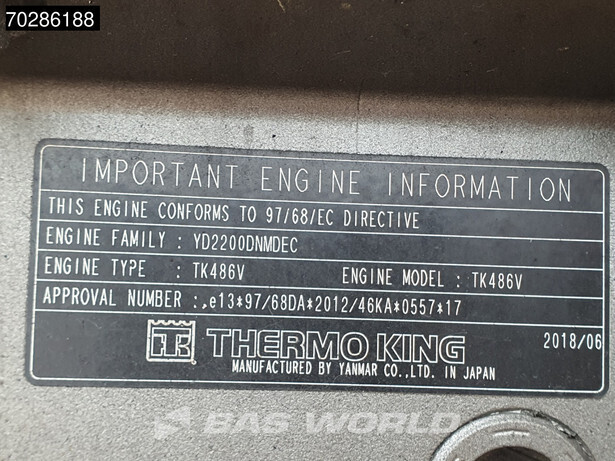 70286188
IMPORTANT ENGINE INFORMATION
THIS ENGINE CONFORMS TO 97/68/EC DIRECTIVE
ENGINE FAMILY : YD2200DNMDEC
ENGINE TYPE : TK486V ENGINE MODEL : TK486V
APPROVAL NUMBER :,e13*97/68DA*2012/46KA*0557*17
TK THERMO KING 2018/06
MANUFACTURED BY YANMAR CO.,LTD. IN JAPAN
BAS WORLD